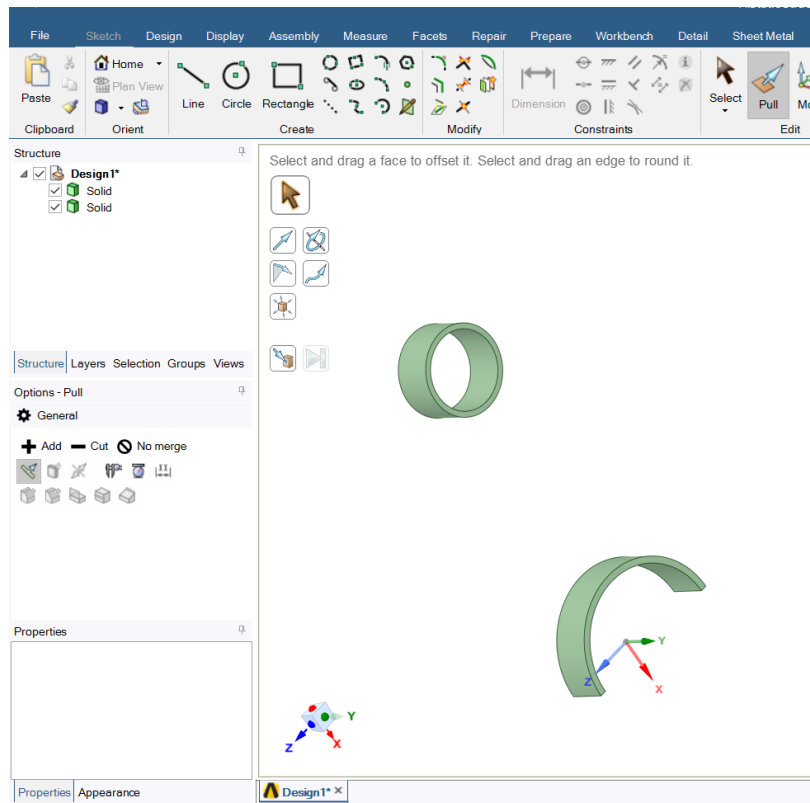 File Sketch Design Display Assembly Measure Facets Repair Prepare Workbench Detail Sheet Metal
Home
Plan View
Paste Line Circle Rectangle Dimension Select Pull
Clipboard Orient Create Modify Constraints Edit
Structure
Design1*
Solid
Solid
Structure Layers Selection Groups Views
Options - Pull
General
Add Cut No merge
Properties
Properties Appearance
Select and drag a face to offset it. Select and drag an edge to round it.
Y
Z
X
Y
Z
X
Design1*